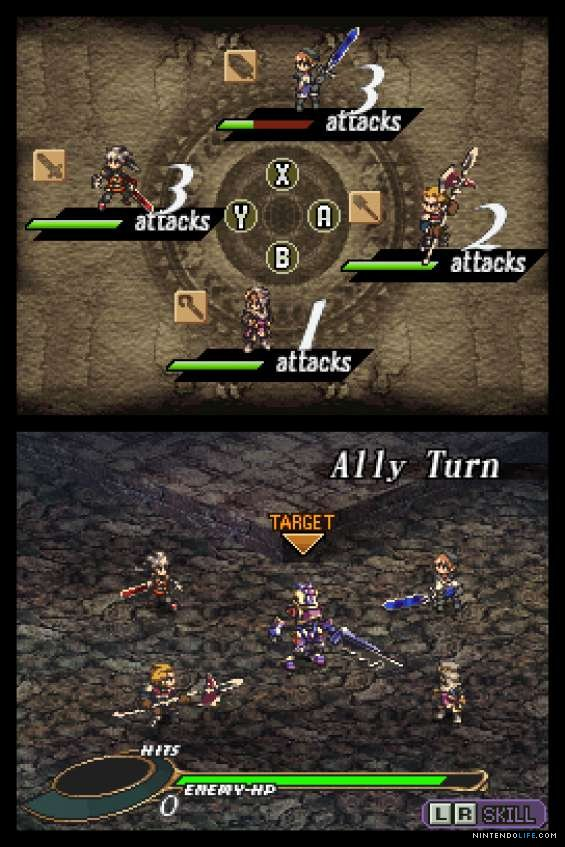 3
attacks
X
3
attacks
Y
A
2
attacks
B
1
attacks
Ally Turn
TARGET
HITS
0
ENEMY-HP
L R SKILL
NINTENDOLIFE.COM